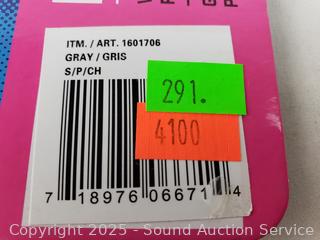 ITM. / ART. 1601706
GRAY / GRIS
S/P/CH
291.
4100
7 18976 06671 4
Copyright © 2025 - Sound Auction Service